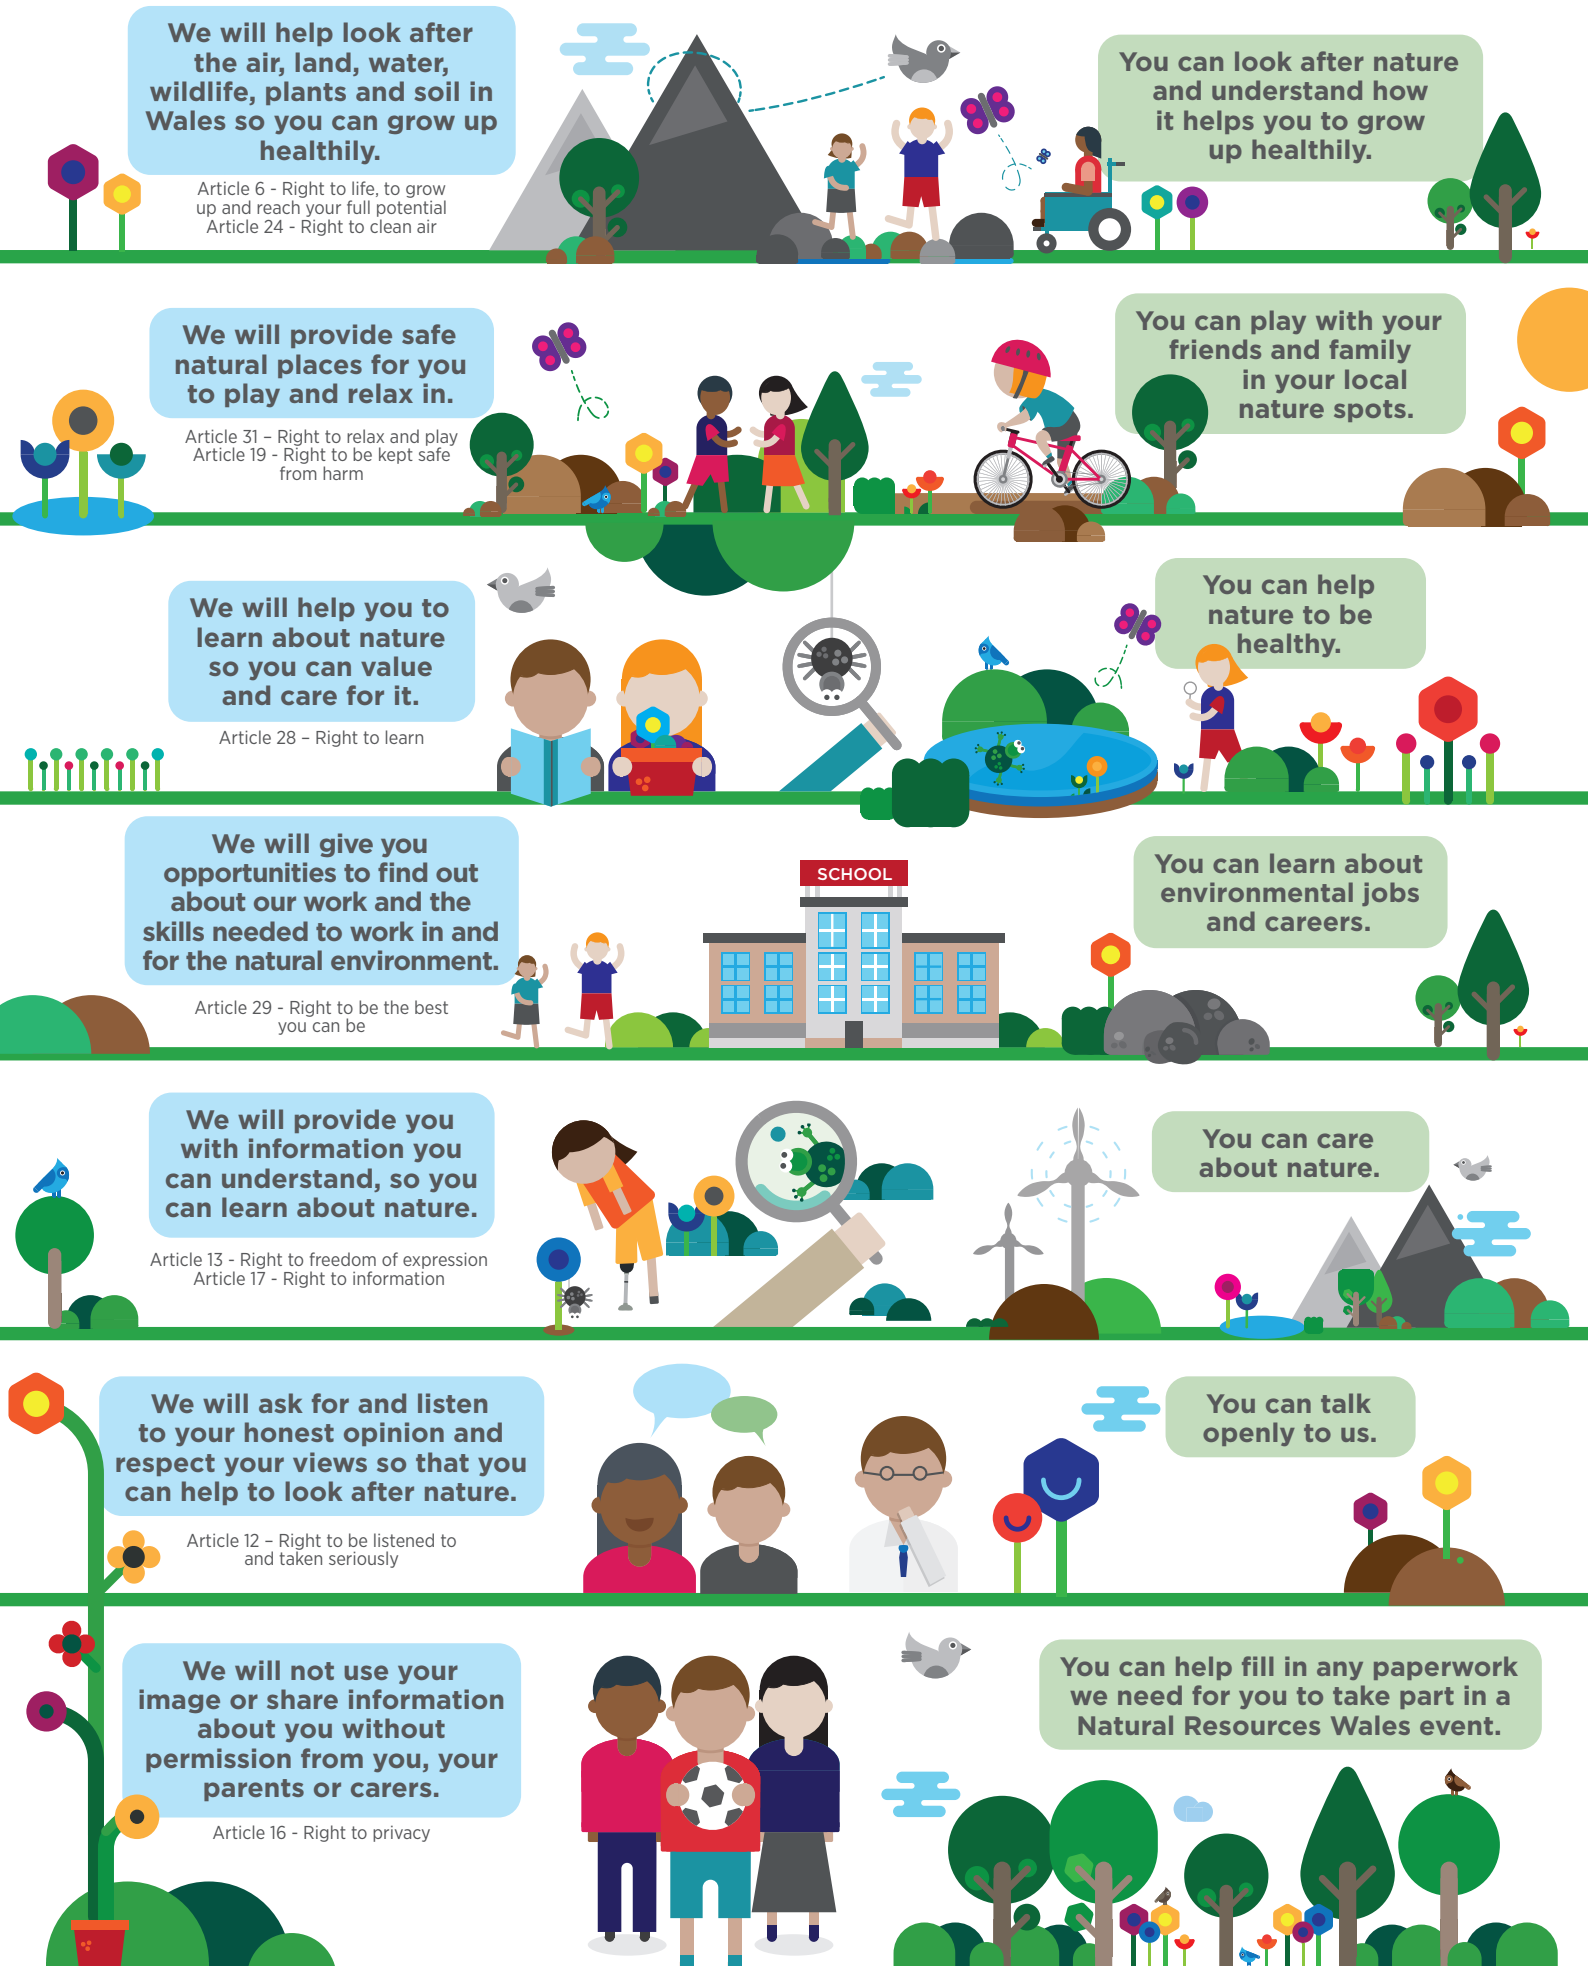 We will help look after
the air, land, water,
wildlife, plants and soil in
Wales so you can grow up
healthily.
Article 6 - Right to life, to grow
up and reach your full potential
Article 24 - Right to clean air
You can look after nature
and understand how
it helps you to grow
up healthily.
We will provide safe
natural places for you
to play and relax in.
Article 31 – Right to relax and play
Article 19 - Right to be kept safe
from harm
You can play with your
friends and family
in your local
nature spots.
We will help you to
learn about nature
so you can value
and care for it.
Article 28 – Right to learn
You can help
nature to be
healthy.
We will give you
opportunities to find out
about our work and the
skills needed to work in and
for the natural environment.
Article 29 - Right to be the best
you can be
SCHOOL
You can learn about
environmental jobs
and careers.
We will provide you
with information you
can understand, so you
can learn about nature.
Article 13 - Right to freedom of expression
Article 17 - Right to information
You can care
about nature.
We will ask for and listen
to your honest opinion and
respect your views so that you
can help to look after nature.
Article 12 – Right to be listened to
and taken seriously
You can talk
openly to us.
We will not use your
image or share information
about you without
permission from you, your
parents or carers.
Article 16 - Right to privacy
You can help fill in any paperwork
we need for you to take part in a
Natural Resources Wales event.